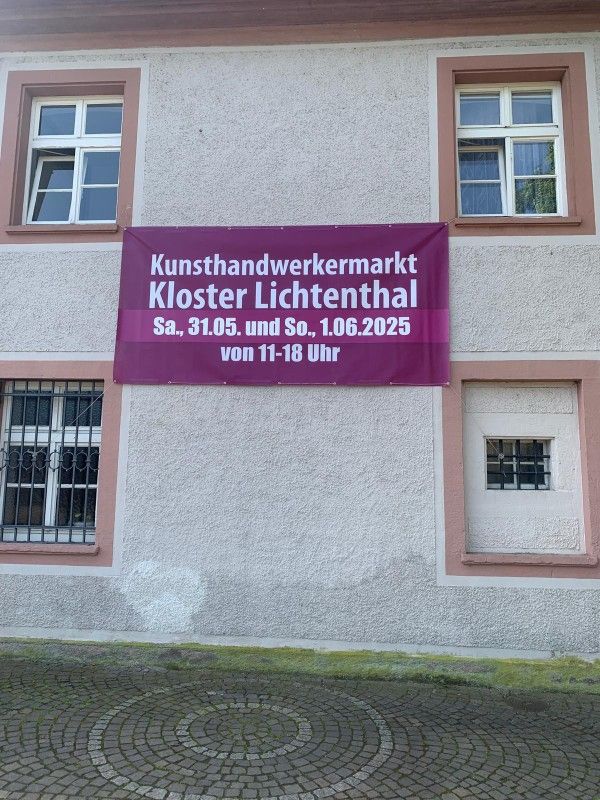 Kunsthandwerkermarkt
Kloster Lichtenthal
Sa., 31.05. und So., 1.06.2025
von 11-18 Uhr